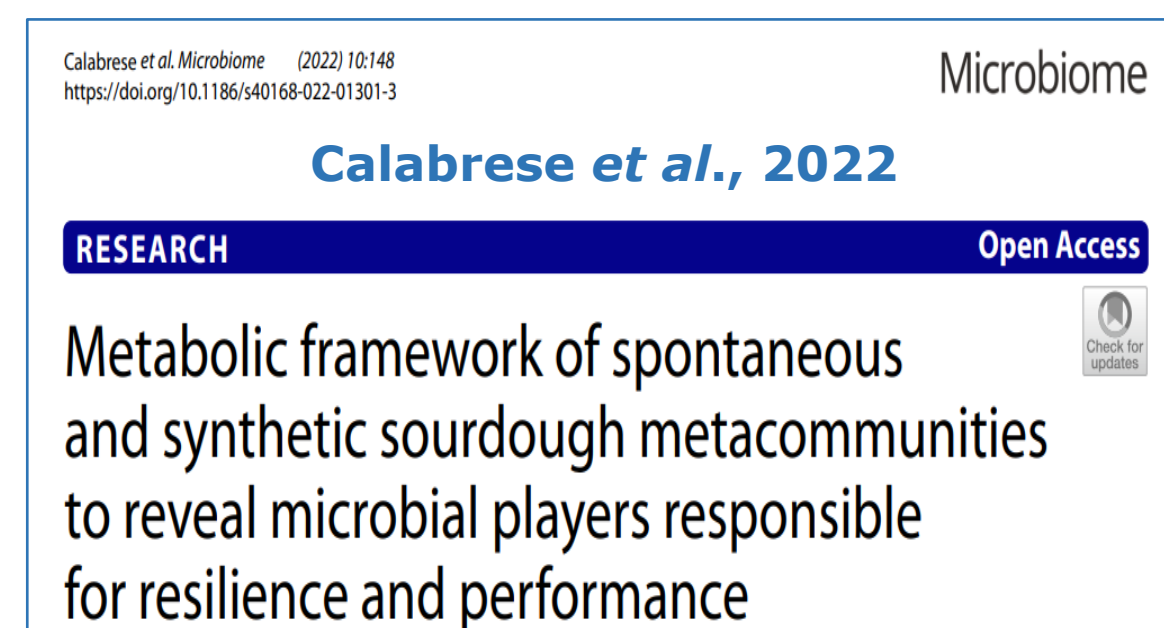 Calabrese et al. Microbiome (2022) 10:148
https://doi.org/10.1186/s40168-022-01301-3
Microbiome
Calabrese et al., 2022
RESEARCH
Open Access
Check for
updates
Metabolic framework of spontaneous
and synthetic sourdough metacommunities
to reveal microbial players responsible
for resilience and performance